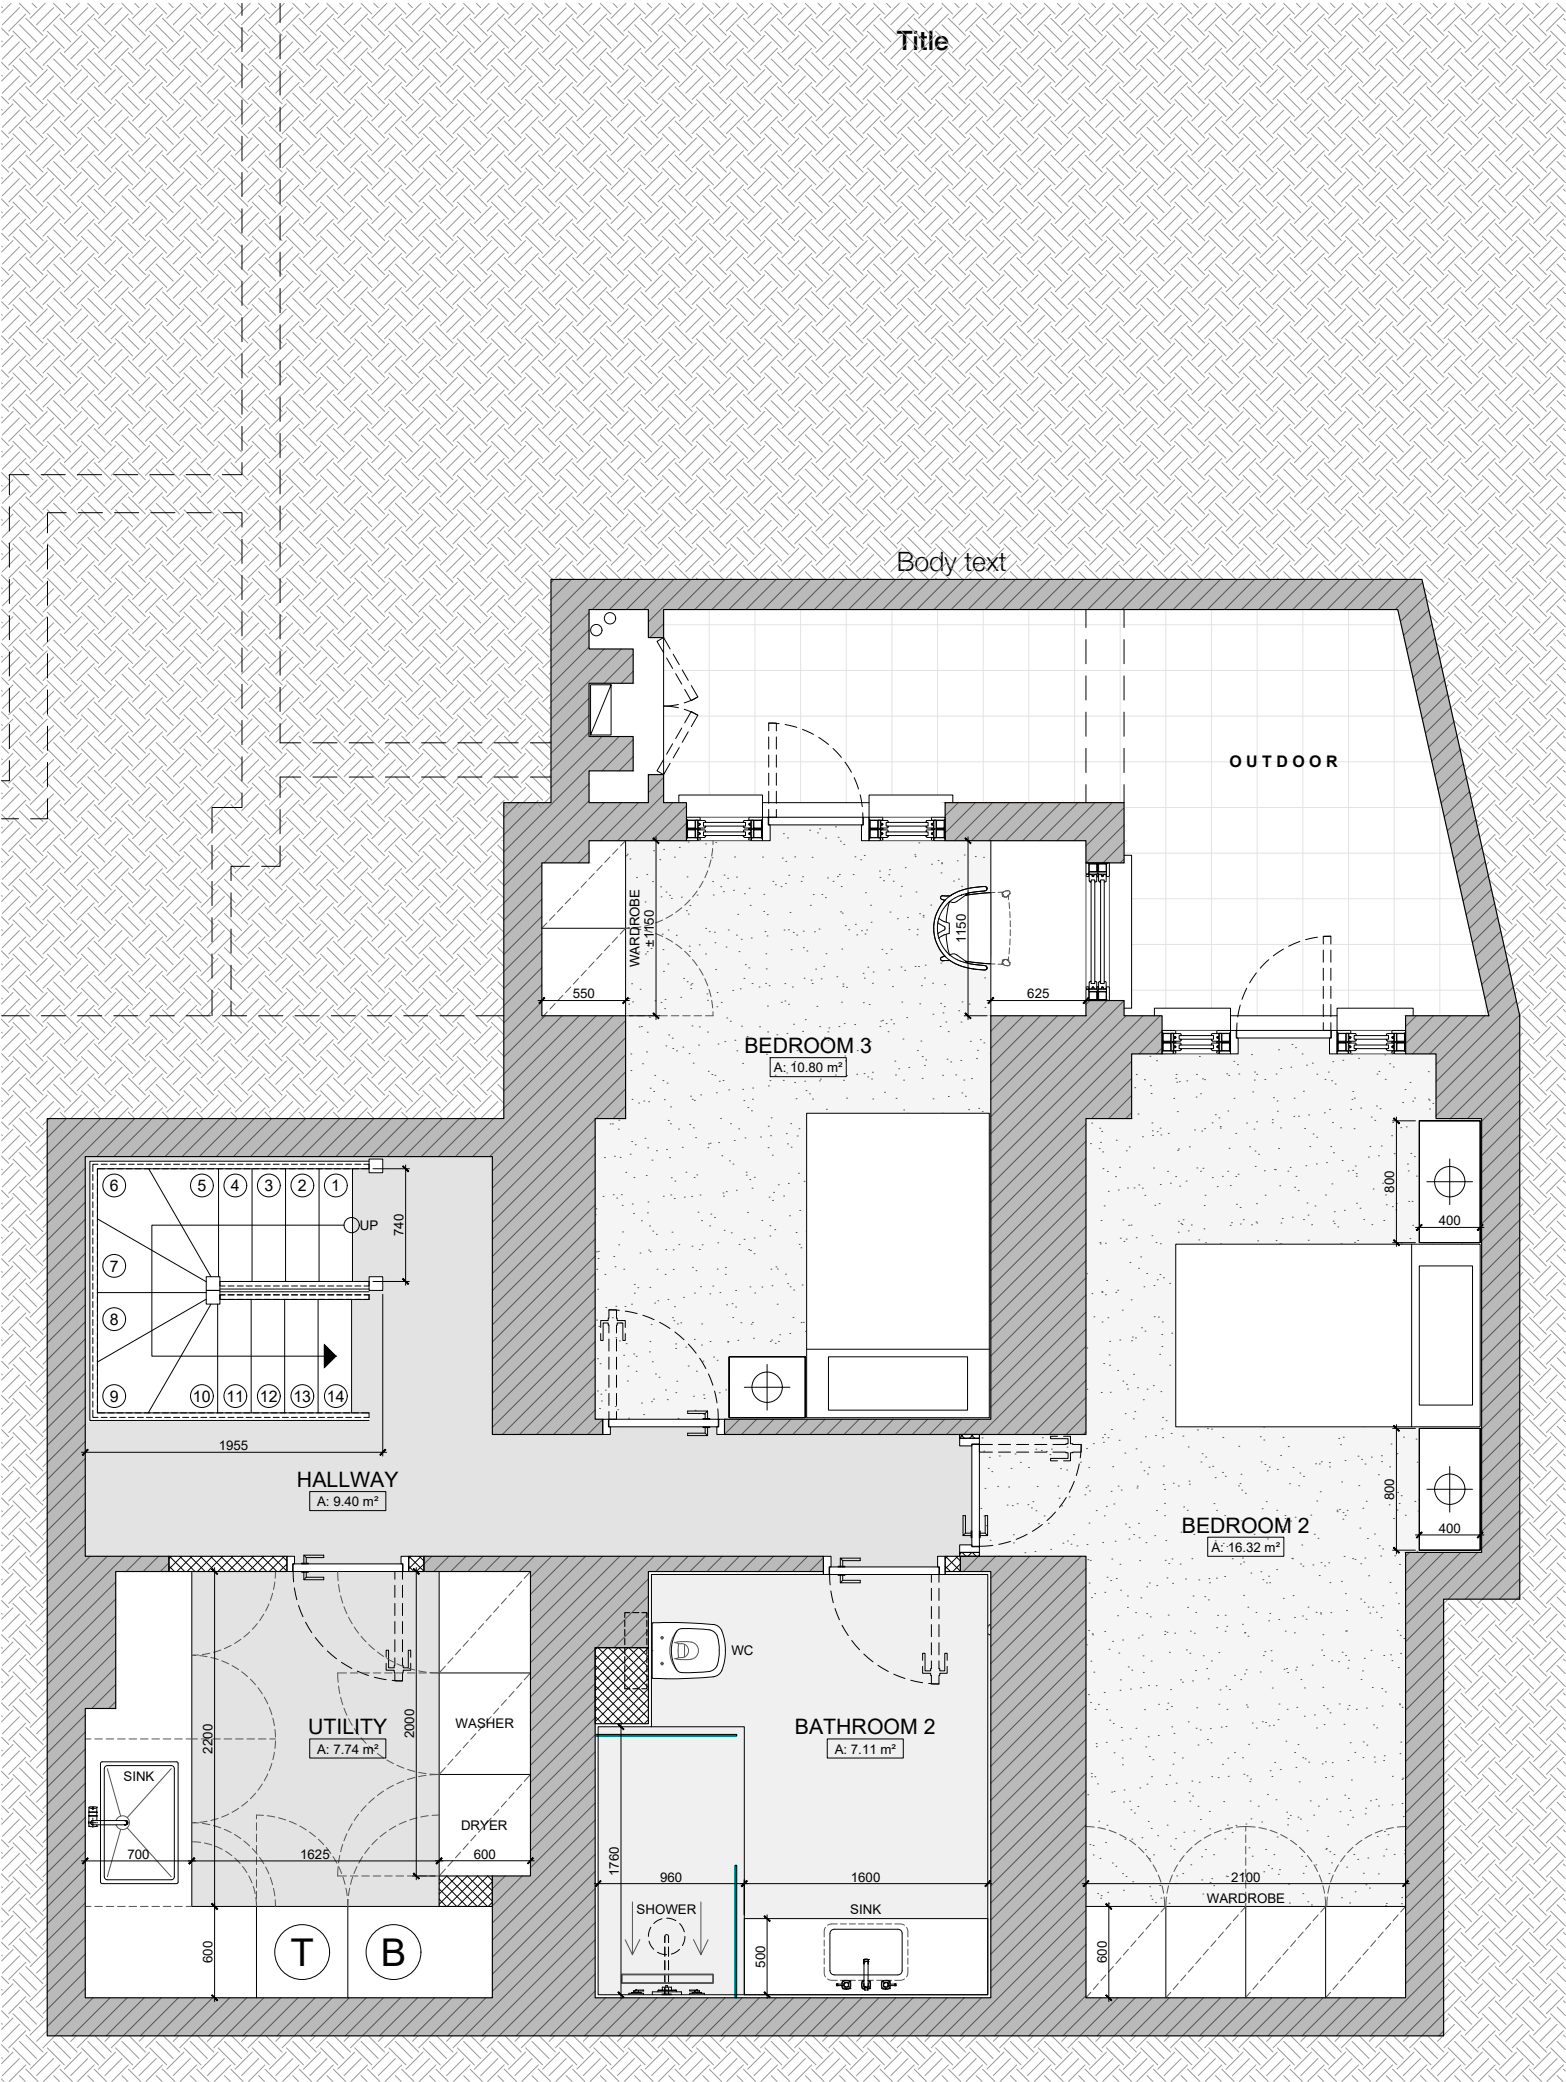 Title
Body text
OUTDOOR
WARDROBE
±1150
1150
550
625
BEDROOM 3
A: 10.80 m²
6
5
4
3
2
1
UP
740
7
8
9
10
11
12
13
14
1955
800
400
800
400
HALLWAY
A: 9.40 m²
BEDROOM 2
A: 16.32 m²
WC
UTILITY
A: 7.74 m²
2200
2000
WASHER
BATHROOM 2
A: 7.11 m²
SINK
DRYER
700
1625
600
1760
960
1600
2100
WARDROBE
SHOWER
SINK
600
T
B
500
600